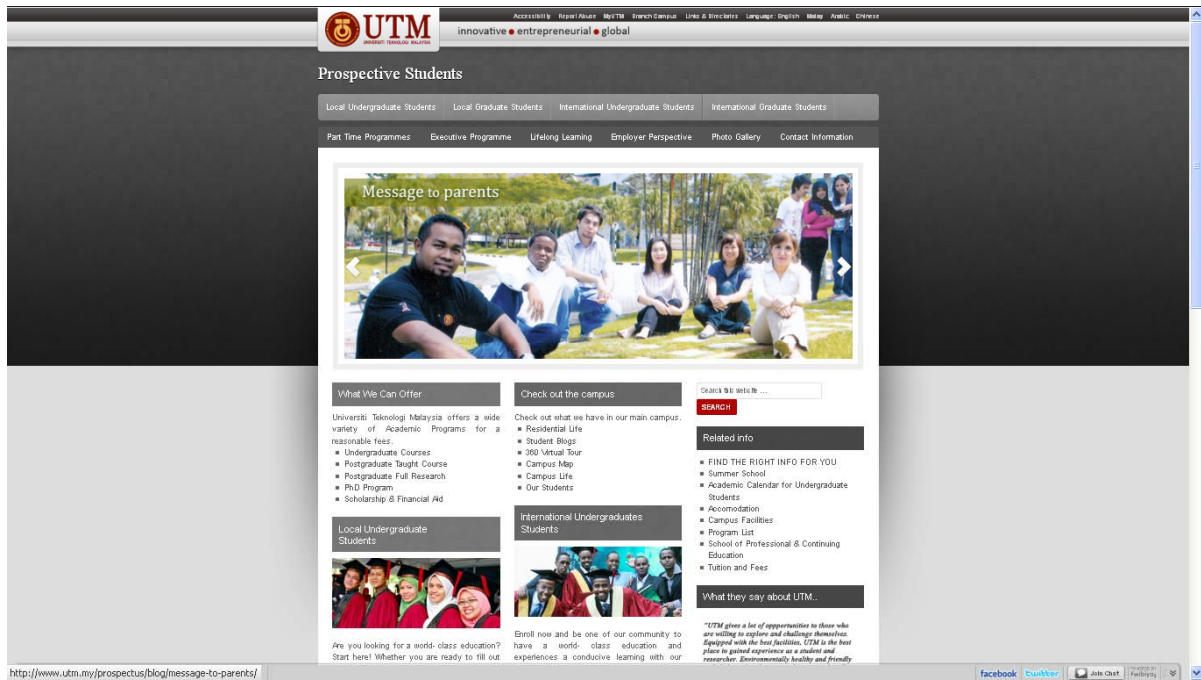 Accessibility Report Abuse MyUTM Branch Campus Links & Directories Language: English Malay Arabic Chinese
UTM
UNIVERSITI TEKNOLOGI MALAYSIA
innovative ● entrepreneurial ● global
Prospective Students
Local Undergraduate Students Local Graduate Students International Undergraduate Students International Graduate Students
Part Time Programmes Executive Programme Lifelong Learning Employer Perspective Photo Gallery Contact Information
Message to parents
What We Can Offer
Universiti Teknologi Malaysia offers a wide
variety of Academic Programs for a
reasonable fees.
Undergraduate Courses
Postgraduate Taught Course
Postgraduate Full Research
PhD Program
Scholarship & Financial Aid
Local Undergraduate
Students
Are you looking for a world- class education?
Start here! Whether you are ready to fill out
Check out the campus
Check out what we have in our main campus.
Residential Life
Student Blogs
360 Virtual Tour
Campus Map
Campus Life
Our Students
International Undergraduates
Students
Enroll now and be one of our community to
have a world- class education and
experiences a conducive learning with our
Search this website ...
SEARCH
Related info
FIND THE RIGHT INFO FOR YOU
Summer School
Academic Calendar for Undergraduate
Students
Accomodation
Campus Facilities
Program List
School of Professional & Continuing
Education
Tuition and Fees
What they say about UTM..
"UTM gives a lot of oppportunities to those who
are willing to explore and challenge themselves.
Equipped with the best facilities, UTM is the best
place to gained experience as a student and
researcher. Environmentally healthy and friendly
http://www.utm.my/prospectus/blog/message-to-parents/
facebook twitter Join Chat